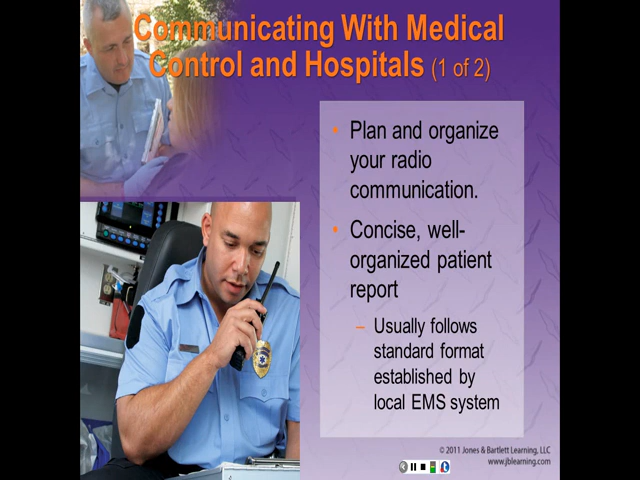 Communicating With Medical
Control and Hospitals (1 of 2)
• Plan and organize
your radio
communication.
• Concise, well-
organized patient
report
– Usually follows
standard format
established by
local EMS system
© 2011 Jones & Bartlett Learning, LLC
www.jblearning.com